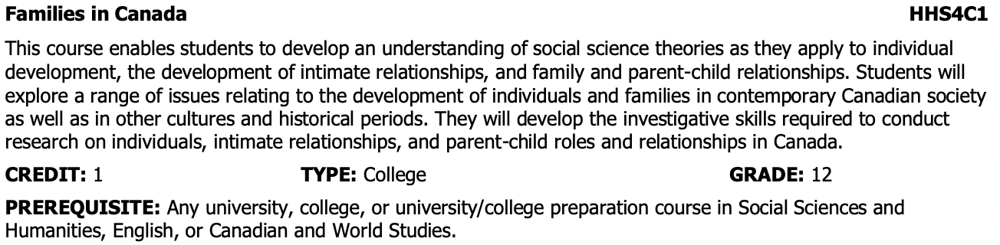 Families in Canada HHS4C1
This course enables students to develop an understanding of social science theories as they apply to individual
development, the development of intimate relationships, and family and parent-child relationships. Students will
explore a range of issues relating to the development of individuals and families in contemporary Canadian society
as well as in other cultures and historical periods. They will develop the investigative skills required to conduct
research on individuals, intimate relationships, and parent-child roles and relationships in Canada.
CREDIT: 1 TYPE: College GRADE: 12
PREREQUISITE: Any university, college, or university/college preparation course in Social Sciences and
Humanities, English, or Canadian and World Studies.